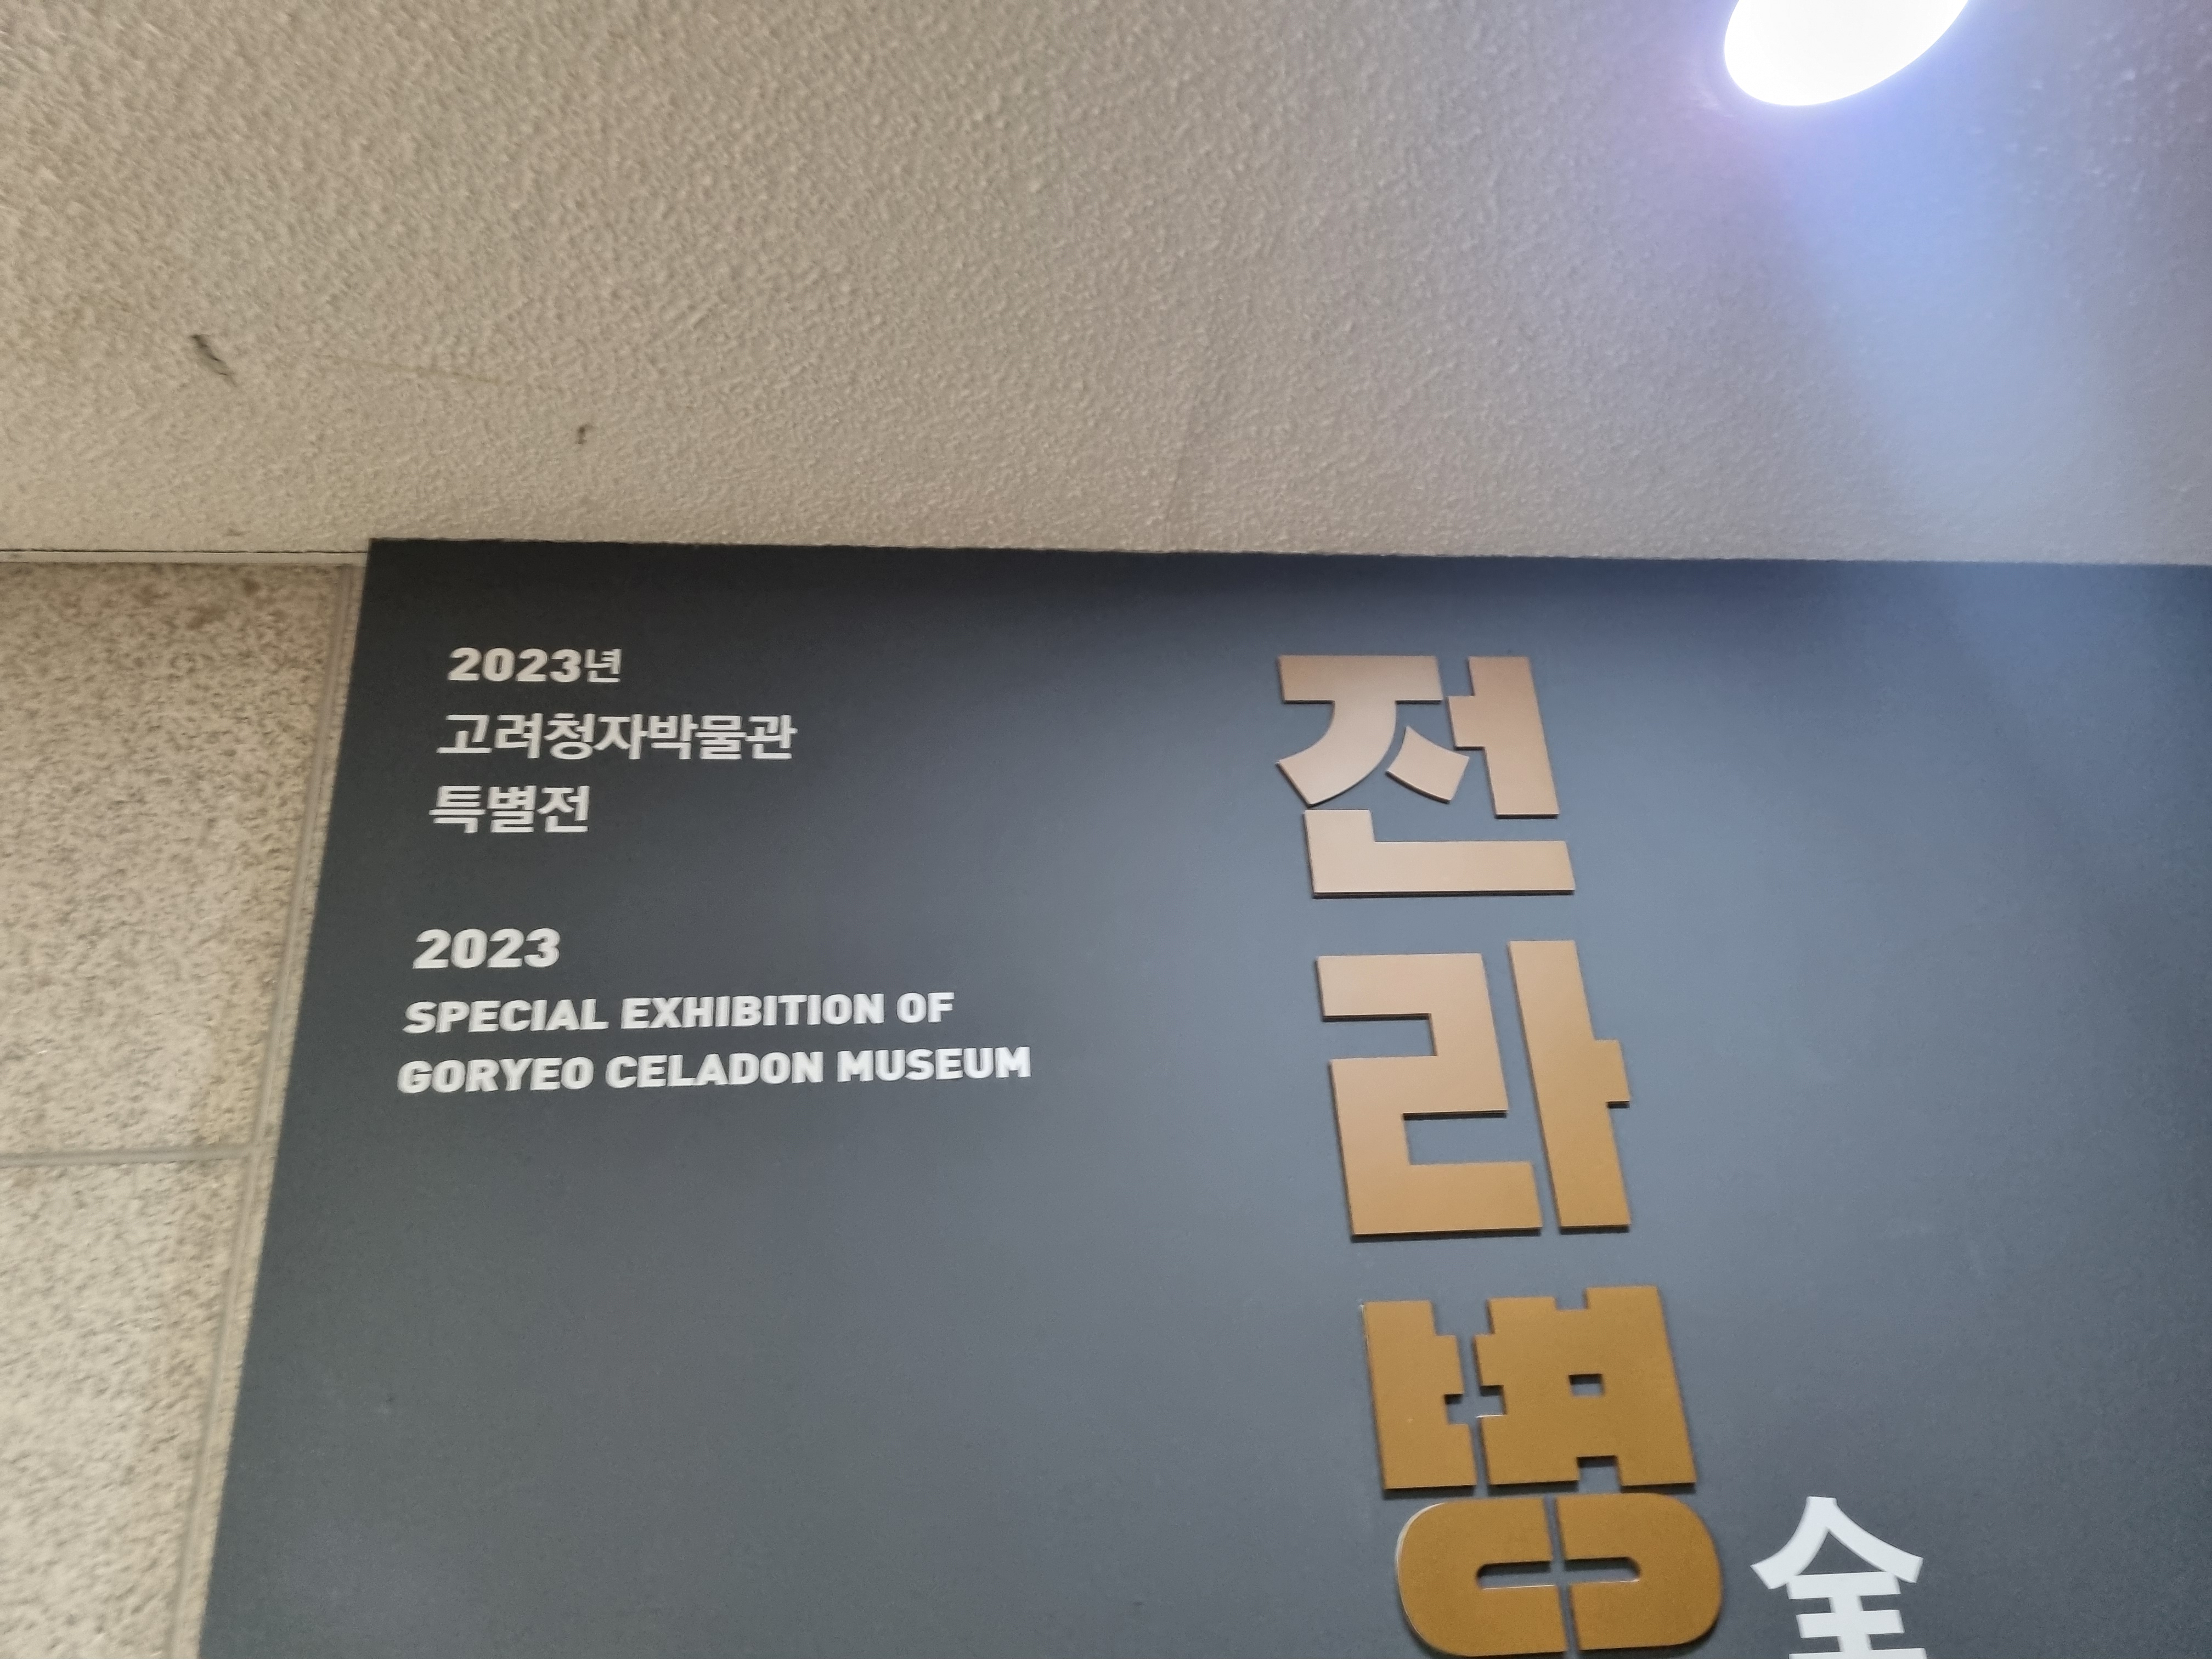 2023년
고려청자박물관
특별전
2023
SPECIAL EXHIBITION OF
GORYEO CELADON MUSEUM
전라병
全